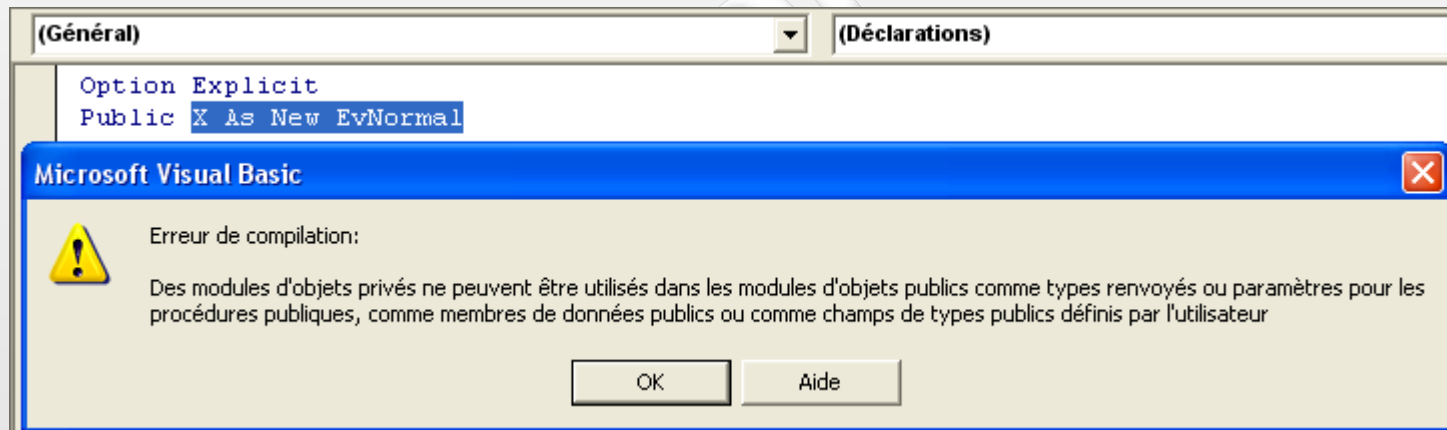 (Général) (Déclarations)
Option Explicit
Public X As New EvNormal
Microsoft Visual Basic
Erreur de compilation:
Des modules d'objets privés ne peuvent être utilisés dans les modules d'objets publics comme types renvoyés ou paramètres pour les
procédures publiques, comme membres de données publics ou comme champs de types publics définis par l'utilisateur
OK Aide